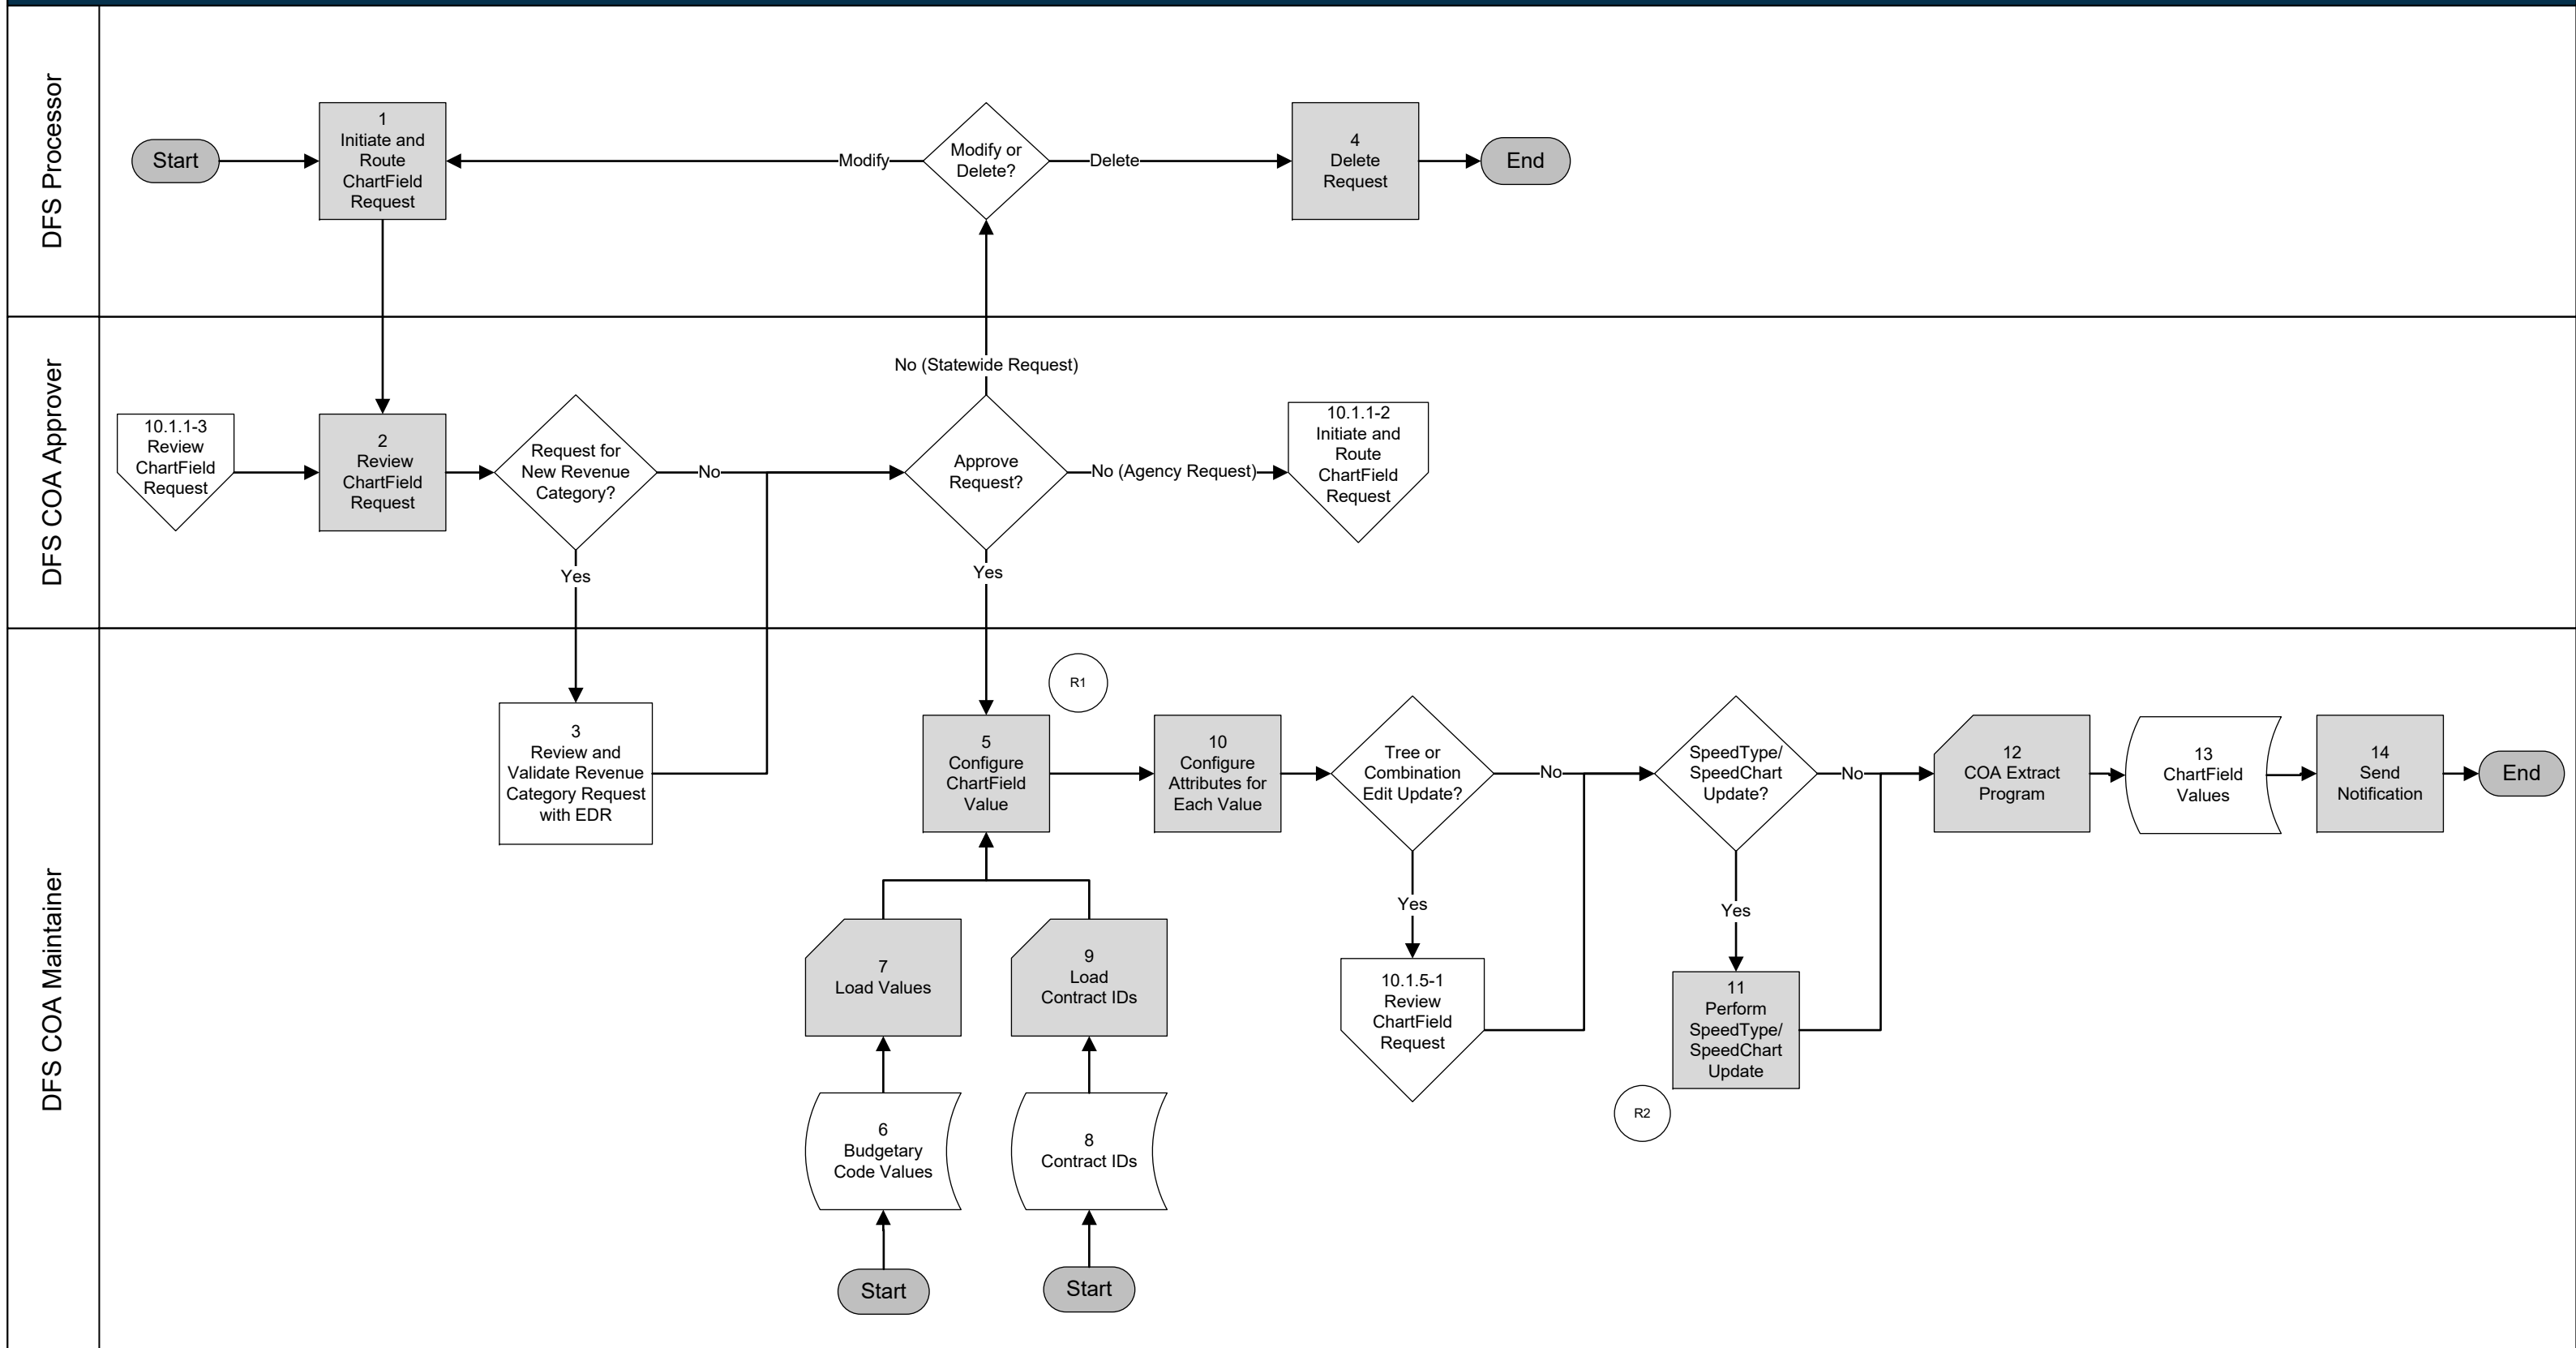 DFS Processor
Start
1
Initiate and
Route
ChartField
Request
Modify
Modify or
Delete?
Delete
4
Delete
Request
End
DFS COA Approver
10.1.1-3
Review
ChartField
Request
2
Review
ChartField
Request
Request for
New Revenue
Category?
No
Yes
No (Statewide Request)
Approve
Request?
No (Agency Request)
Yes
10.1.1-2
Initiate and
Route
ChartField
Request
DFS COA Maintainer
3
Review and
Validate Revenue
Category Request
with EDR
R1
5
Configure
ChartField
Value
10
Configure
Attributes for
Each Value
Tree or
Combination
Edit Update?
No
Yes
SpeedType/
SpeedChart
Update?
No
Yes
12
COA Extract
Program
13
ChartField
Values
14
Send
Notification
End
7
Load Values
9
Load
Contract IDs
10.1.5-1
Review
ChartField
Request
11
Perform
SpeedType/
SpeedChart
Update
R2
6
Budgetary
Code Values
8
Contract IDs
Start
Start